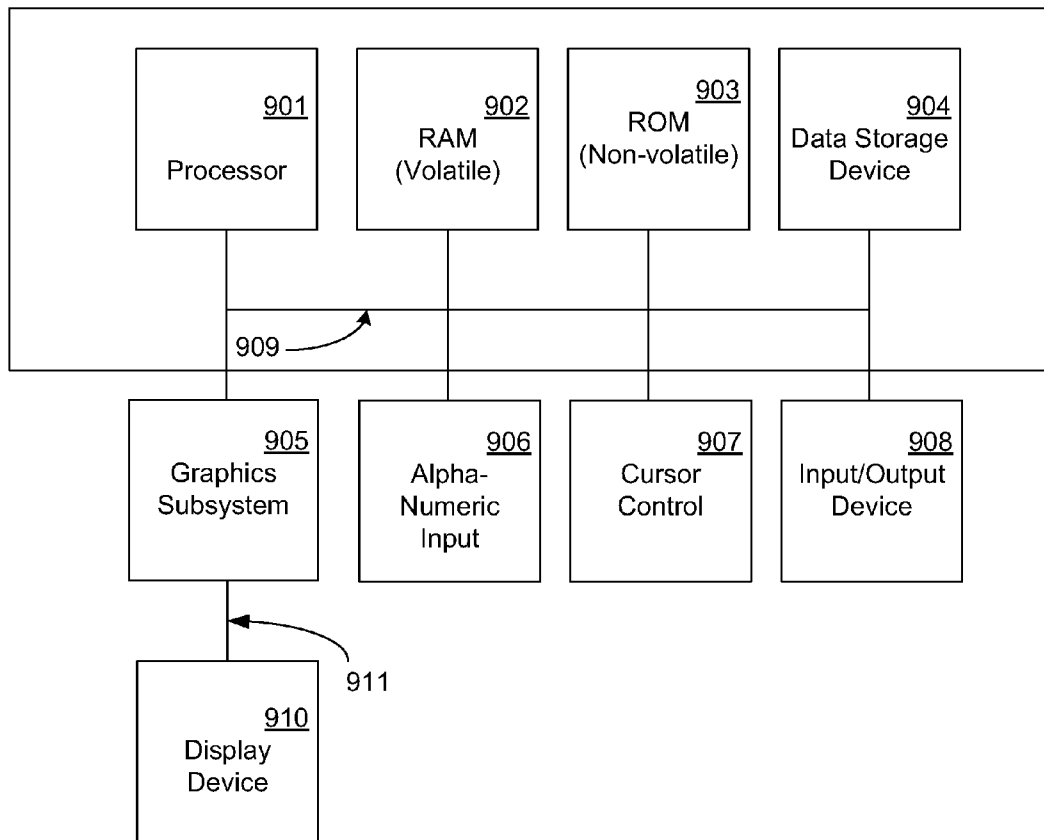 901
Processor
902
RAM
(Volatile)
903
ROM
(Non-volatile)
904
Data Storage
Device
909
905
Graphics
Subsystem
906
Alpha-
Numeric
Input
907
Cursor
Control
908
Input/Output
Device
911
910
Display
Device